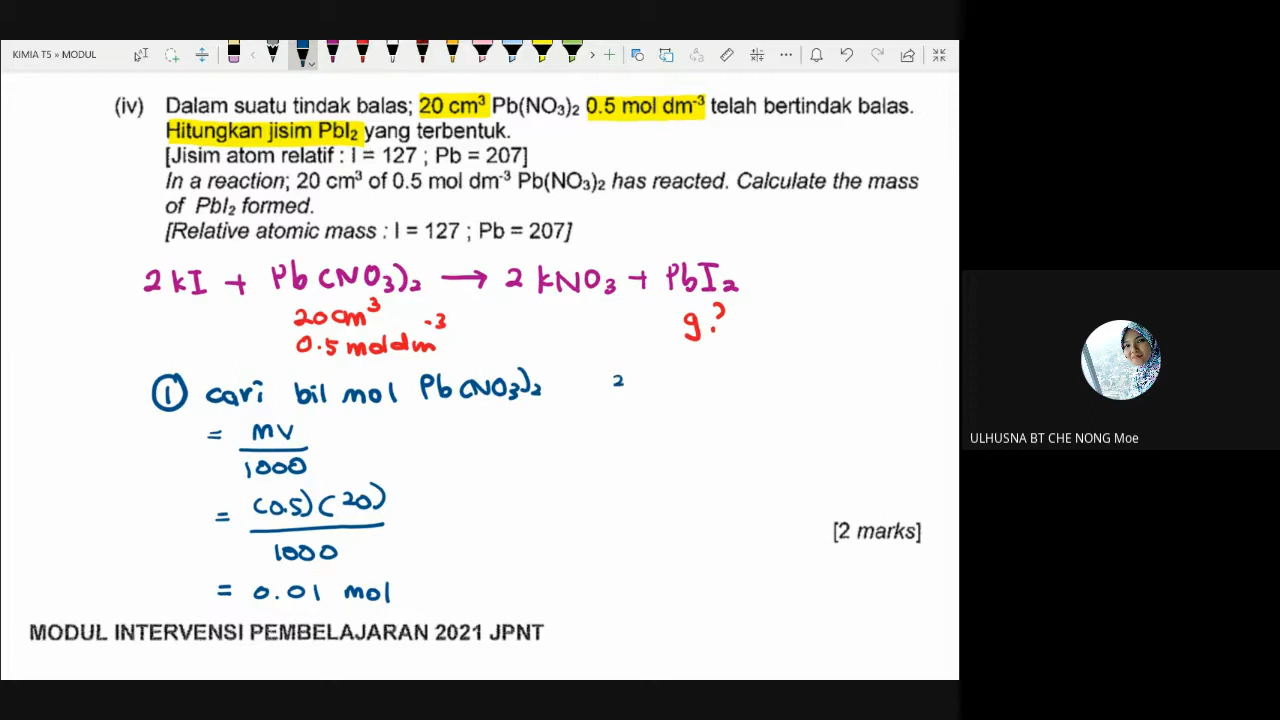 KIMIA T5 » MODUL
(iv) Dalam suatu tindak balas; 20 cm³ Pb(NO₃)₂ 0.5 mol dm⁻³ telah bertindak balas.
Hitungkan jisim PbI₂ yang terbentuk.
[Jisim atom relatif : I = 127 ; Pb = 207]
In a reaction; 20 cm³ of 0.5 mol dm⁻³ Pb(NO₃)₂ has reacted. Calculate the mass
of PbI₂ formed.
[Relative atomic mass : I = 127 ; Pb = 207]
2KI + Pb(NO₃)₂ → 2KNO₃ + PbI₂
20cm³
g?
0.5 moldm⁻³
① cari bil mol Pb(NO₃)₂
2
= MV
1000
= (0.5)(20)
1000
= 0.01 mol
[2 marks]
MODUL INTERVENSI PEMBELAJARAN 2021 JPNT
ULHUSNA BT CHE NONG Moe